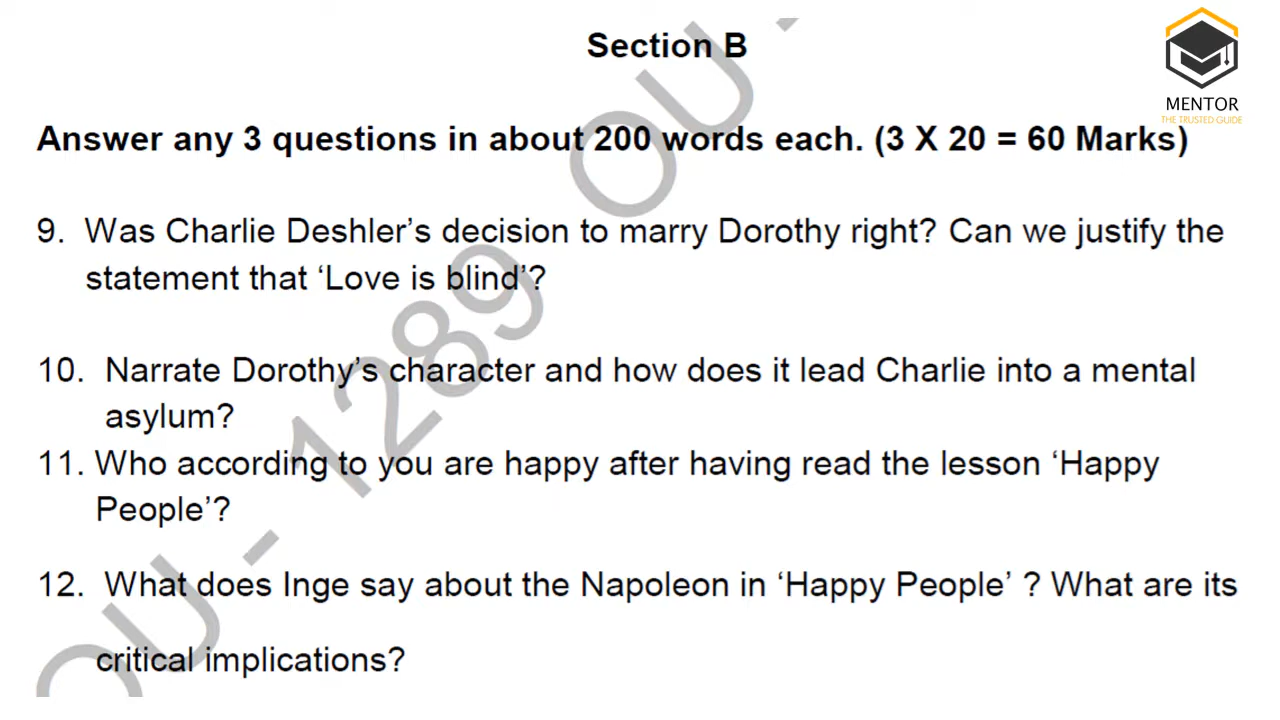 Section B
MENTOR
THE TRUSTED GUIDE
Answer any 3 questions in about 200 words each. (3 X 20 = 60 Marks)
9. Was Charlie Deshler’s decision to marry Dorothy right? Can we justify the
statement that ‘Love is blind’?
10. Narrate Dorothy’s character and how does it lead Charlie into a mental
asylum?
11. Who according to you are happy after having read the lesson ‘Happy
People’?
12. What does Inge say about the Napoleon in ‘Happy People’ ? What are its
critical implications?
OU - 1289 OU -